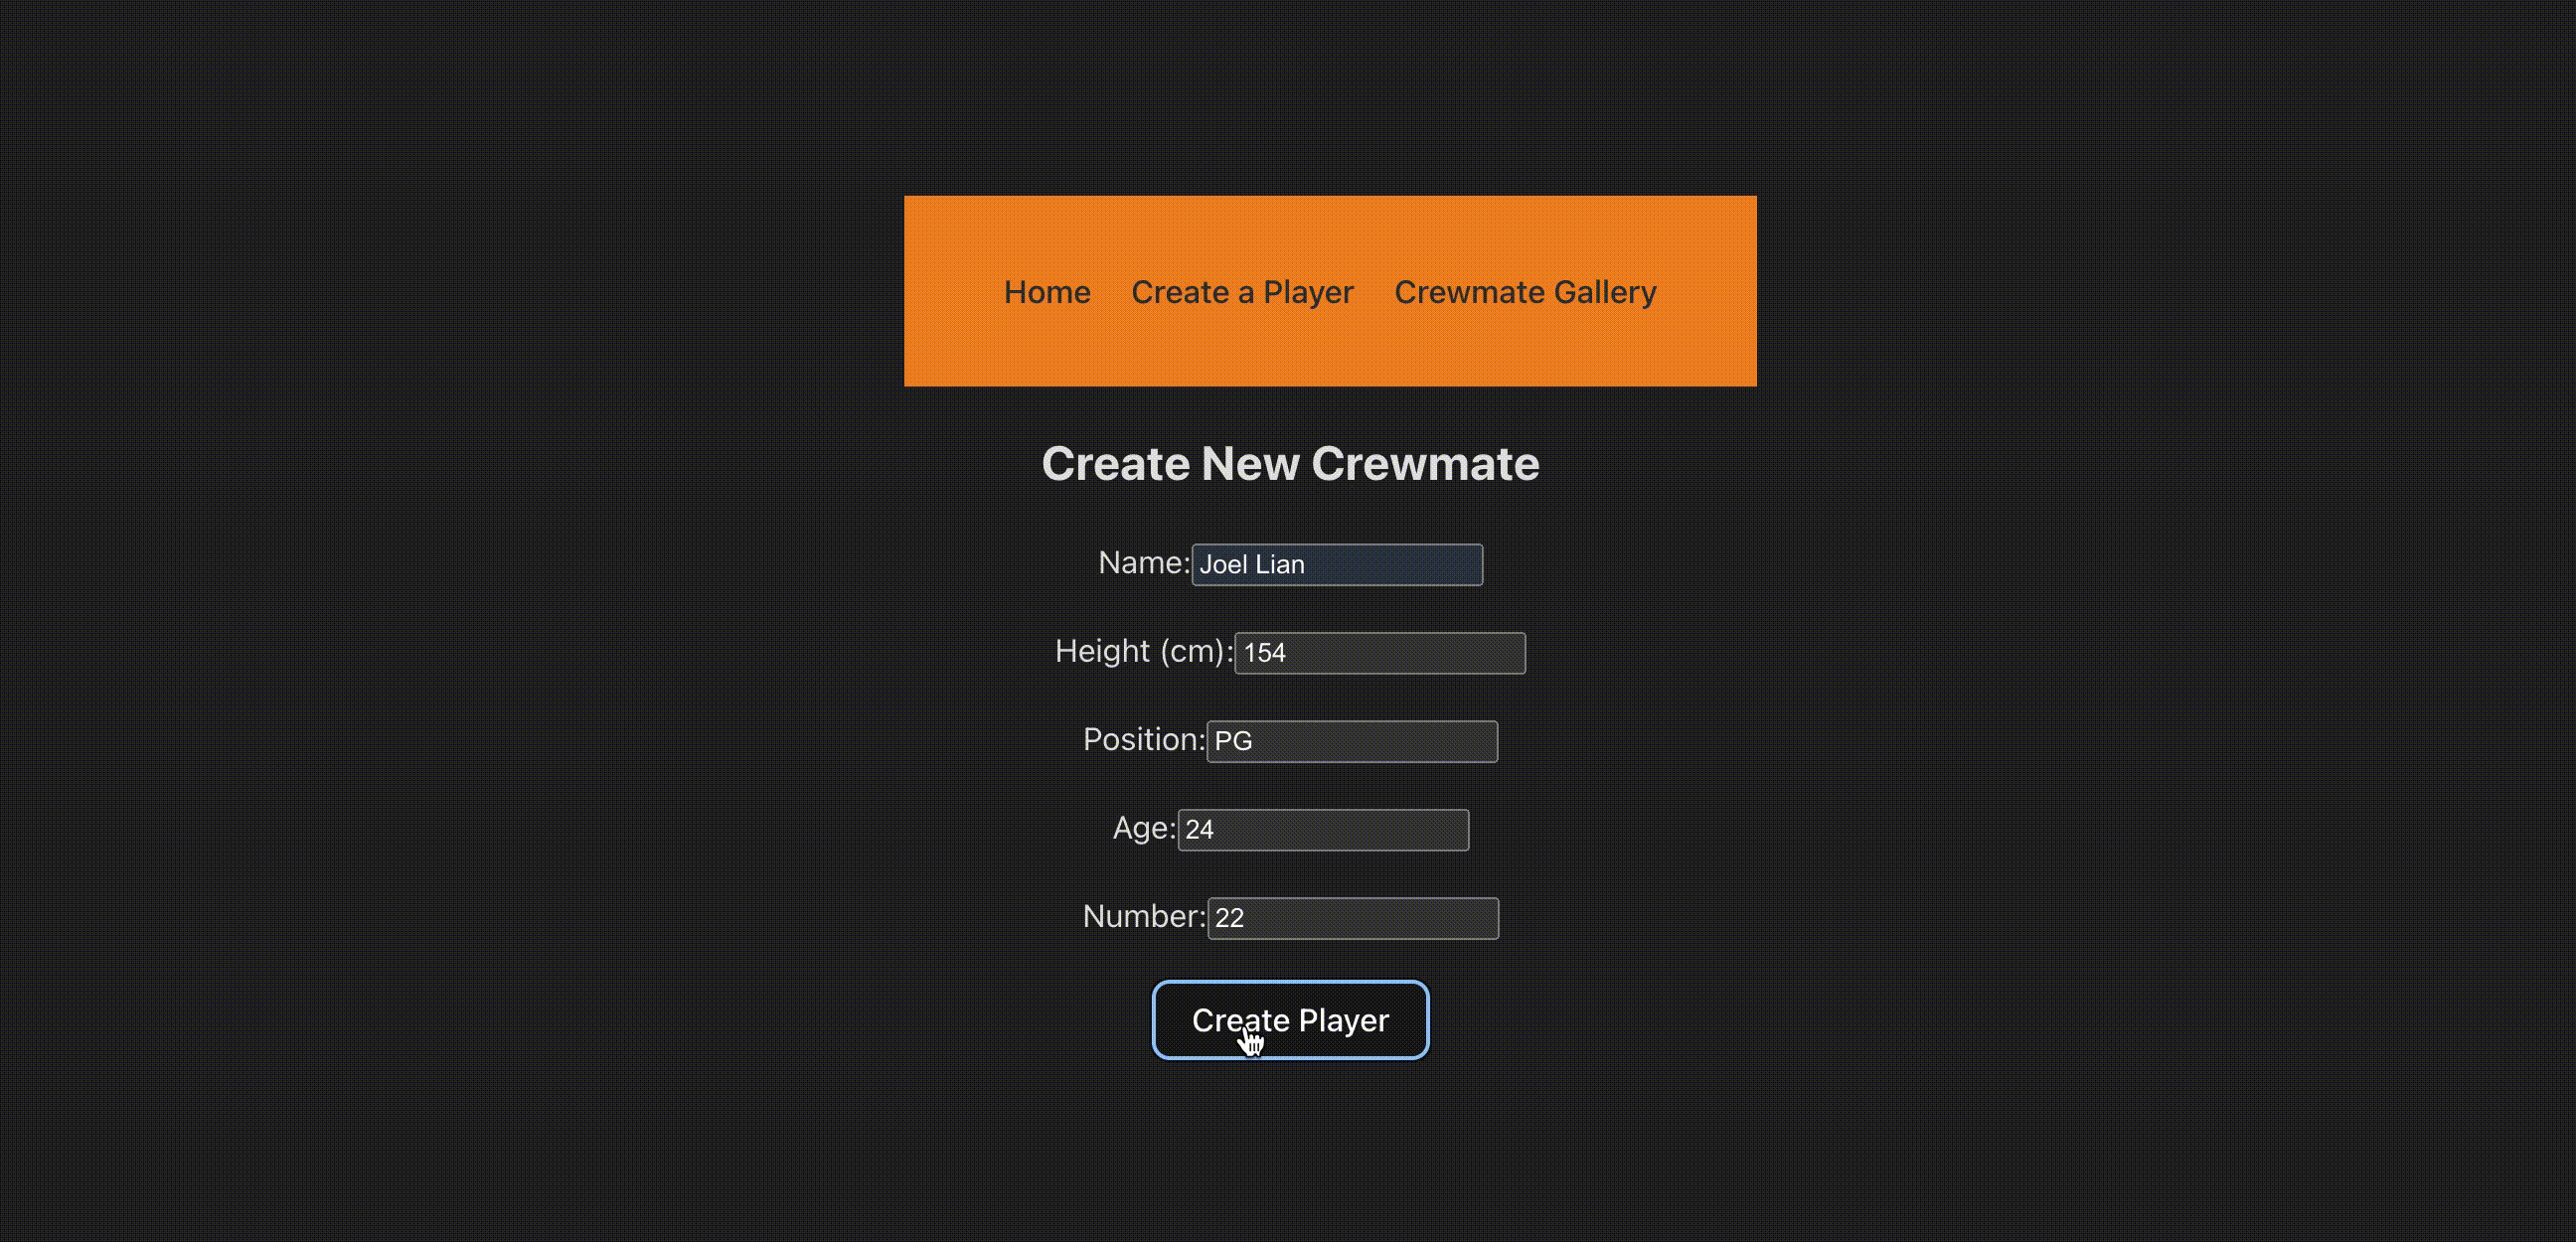 Home Create a Player Crewmate Gallery
Create New Crewmate
Name: Joel Lian
Height (cm): 154
Position: PG
Age: 24
Number: 22
Create Player